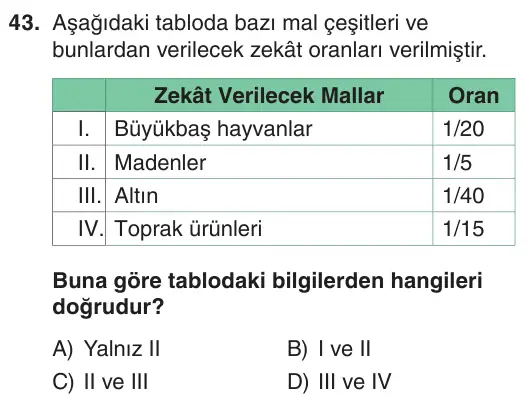 43. Aşağıdaki tabloda bazı mal çeşitleri ve
bunlardan verilecek zekât oranları verilmiştir.
Zekât Verilecek Mallar Oran
I. Büyükbaş hayvanlar 1/20
II. Madenler 1/5
III. Altın 1/40
IV. Toprak ürünleri 1/15
Buna göre tablodaki bilgilerden hangileri
doğrudur?
A) Yalnız II B) I ve II
C) II ve III D) III ve IV